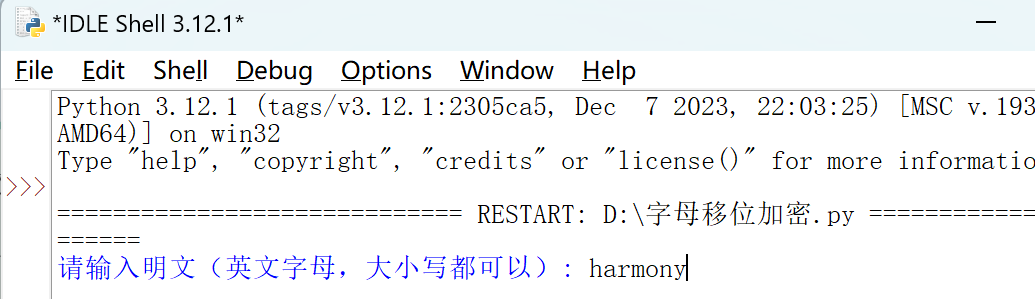 *IDLE Shell 3.12.1*
File Edit Shell Debug Options Window Help
Python 3.12.1 (tags/v3.12.1:2305ca5, Dec  7 2023, 22:03:25) [MSC v.193
AMD64)] on win32
Type "help", "copyright", "credits" or "license()" for more informatio
>>>
============================= RESTART: D:\字母移位加密.py ============
======
请输入明文（英文字母，大小写都可以）: harmony